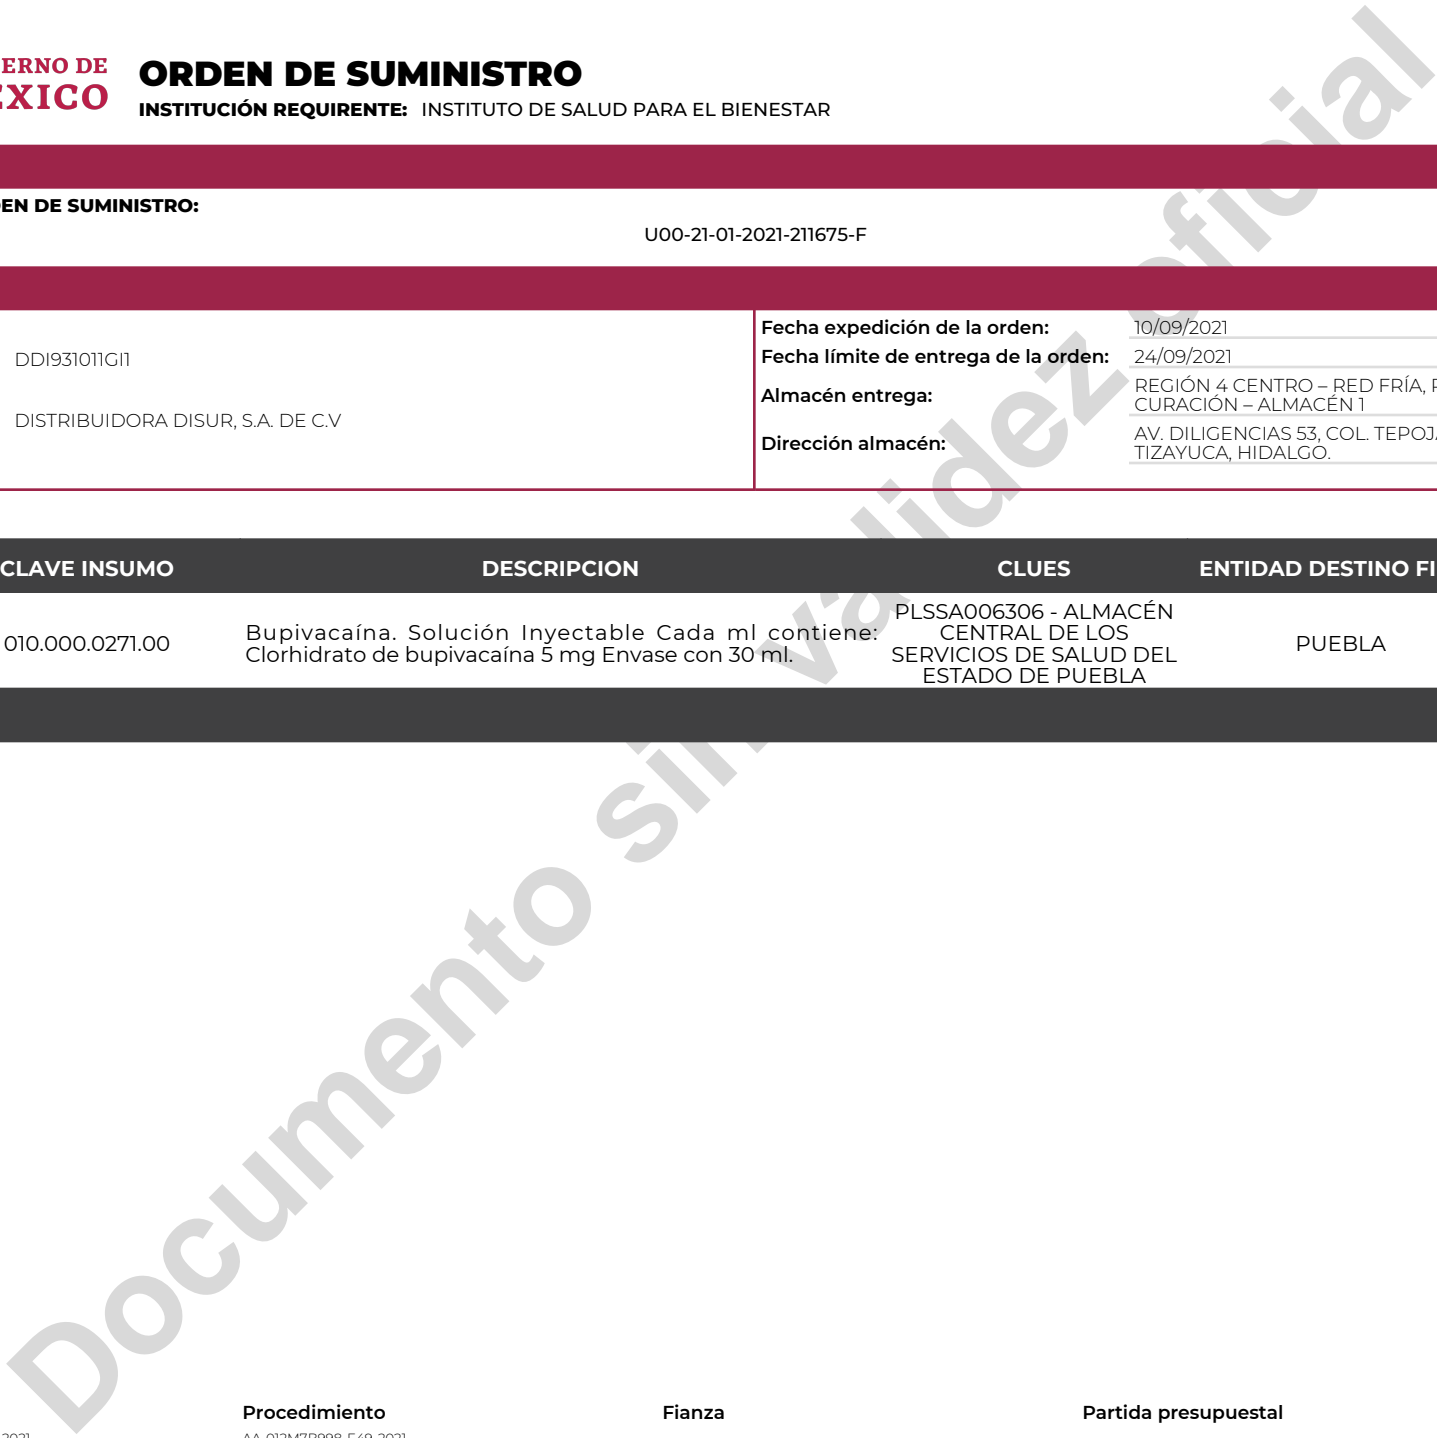 ERNO DE
EXICO
ORDEN DE SUMINISTRO
INSTITUCIÓN REQUIRENTE: INSTITUTO DE SALUD PARA EL BIENESTAR
EN DE SUMINISTRO:
U00-21-01-2021-211675-F
DDI931011GI1
DISTRIBUIDORA DISUR, S.A. DE C.V
Fecha expedición de la orden: 10/09/2021
Fecha límite de entrega de la orden: 24/09/2021
Almacén entrega: REGIÓN 4 CENTRO – RED FRÍA,
CURACIÓN – ALMACÉN 1
Dirección almacén: AV. DILIGENCIAS 53, COL. TEPOJA
TIZAYUCA, HIDALGO.
CLAVE INSUMO DESCRIPCION CLUES ENTIDAD DESTINO FI
010.000.0271.00
Bupivacaína. Solución Inyectable Cada ml contiene:
Clorhidrato de bupivacaína 5 mg Envase con 30 ml.
PLSSA006306 - ALMACÉN
CENTRAL DE LOS
SERVICIOS DE SALUD DEL
ESTADO DE PUEBLA
PUEBLA
Documento sin validez oficial
Procedimiento Fianza Partida presupuestal